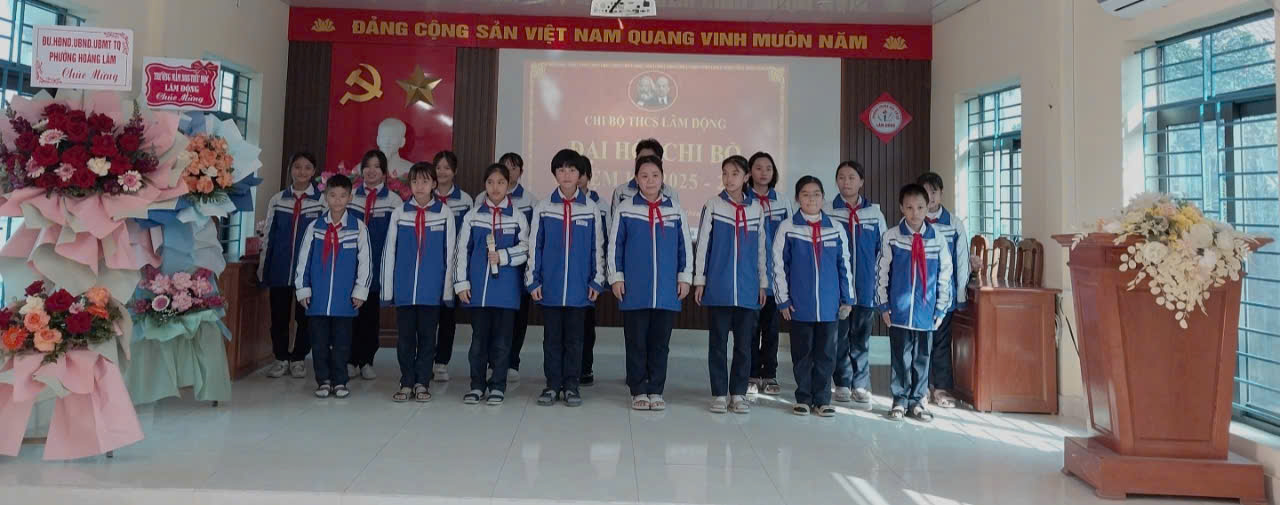 ĐẢNG CỘNG SẢN VIỆT NAM QUANG VINH MUÔN NĂM
ĐU.HĐND.UBND.UBMT TQ
PHƯỜNG HOÀNG LÂM
Chúc Mừng
LÂM ĐỘNG
Chúc Mừng
CHI BỘ THCS LÂM ĐỘNG
ĐẠI CHI BỘ
2025 -